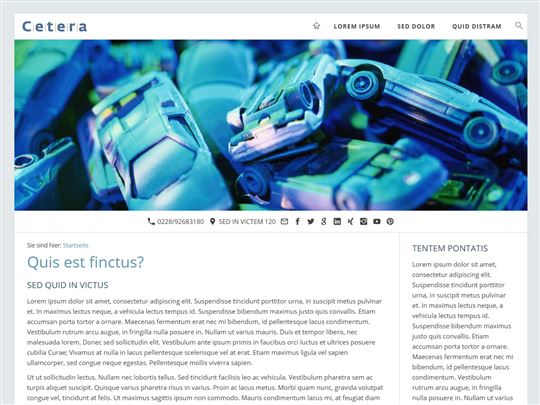 Cetera
LOREM IPSUM SED DOLOR QUID DISTRAM
0228/92683180 SED IN VICTEM 120
Sie sind hier: Startseite
Quis est finctus?
SED QUID IN VICTUS
Lorem ipsum dolor sit amet, consectetur adipiscing elit. Suspendisse tincidunt porttitor urna, in suscipit metus pulvinar
et. In maximus lectus neque, a vehicula lectus tempus et. In maximus lectus neque, a vehicula lectus tempus et. Suspendisse bibendum maximus justo quis convallis. Etiam
accumsan porta tortor a ornare. Maecenas fermentum erat nec mi bibendum, id pellentesque lacus condimentum.
Vestibulum rutrum arcu augue, in fringilla nulla posuere in. Nullam ut varius mauris. Duis et tempor libero, nec
malesuada lorem. Donec sed sollicitudin elit. Vestibulum ante ipsum primis in faucibus orci luctus et ultrices posuere
cubilia Curae; Vivamus at nulla in lacus pellentesque scelerisque vel at erat. Etiam maximus ligula vel sapien
ullamcorper, sed congue neque egestas. Pellentesque mollis viverra sapien.
Ut ut sollicitudin lectus. Nullam nec lobortis tellus. Sed tincidunt facilisis leo ac vehicula. Vestibulum pharetra sem ac
turpis aliquet suscipit. Quisque varius pharetra risus in varius. Proin ac lacus metus. Morbi quam nunc, gravida volutpat
congue vel, tincidunt et orci. Ut maximus sagittis ipsum non commodo. Mauris condimentum lacus mi, at feugiat diam
TENTEM PONTATIS
Lorem ipsum dolor sit amet,
consectetur adipiscing elit.
Suspendisse tincidunt porttitor
urna, in suscipit metus pulvinar
et. In maximus lectus neque, a
vehicula lectus tempus et.
Suspendisse bibendum maximus
justo quis convallis. Etiam
accumsan porta tortor a ornare.
Maecenas fermentum erat nec mi
bibendum, id pellentesque lacus
condimentum. Vestibulum rutrum
arcu augue, in fringilla nulla